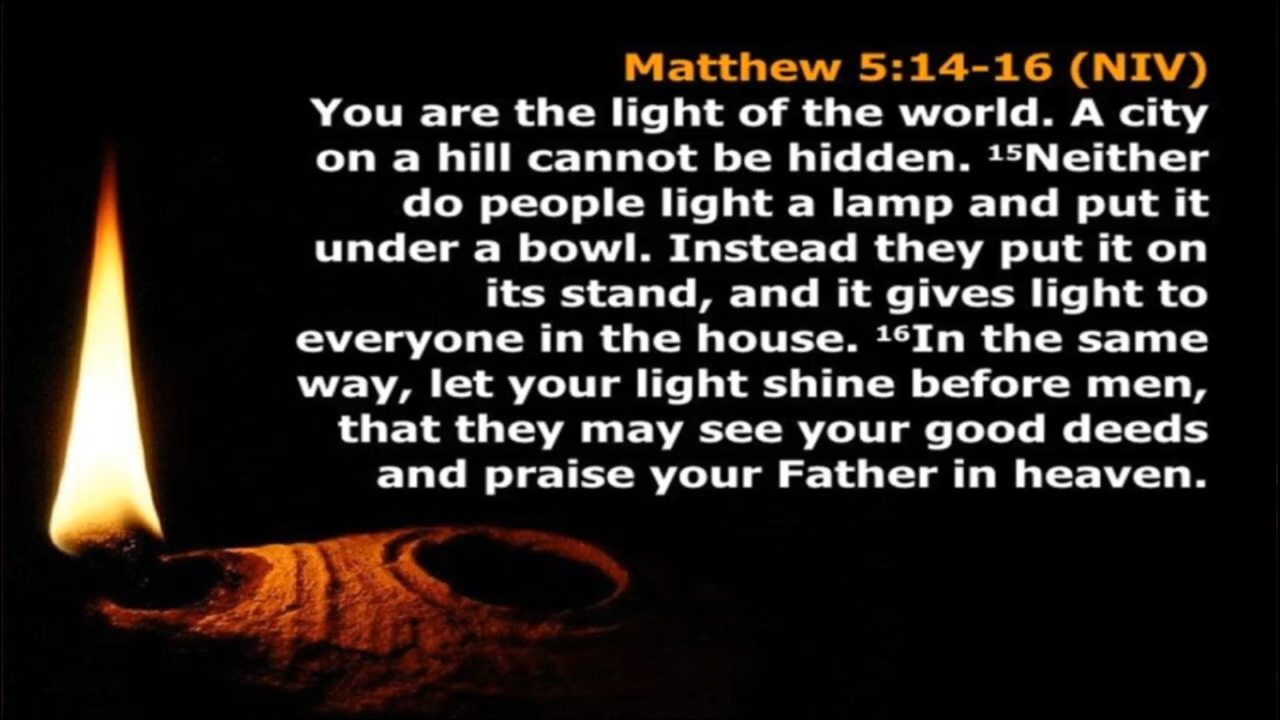 Matthew 5:14-16 (NIV)
You are the light of the world. A city
on a hill cannot be hidden. ¹⁵Neither
do people light a lamp and put it
under a bowl. Instead they put it on
its stand, and it gives light to
everyone in the house. ¹⁶In the same
way, let your light shine before men,
that they may see your good deeds
and praise your Father in heaven.